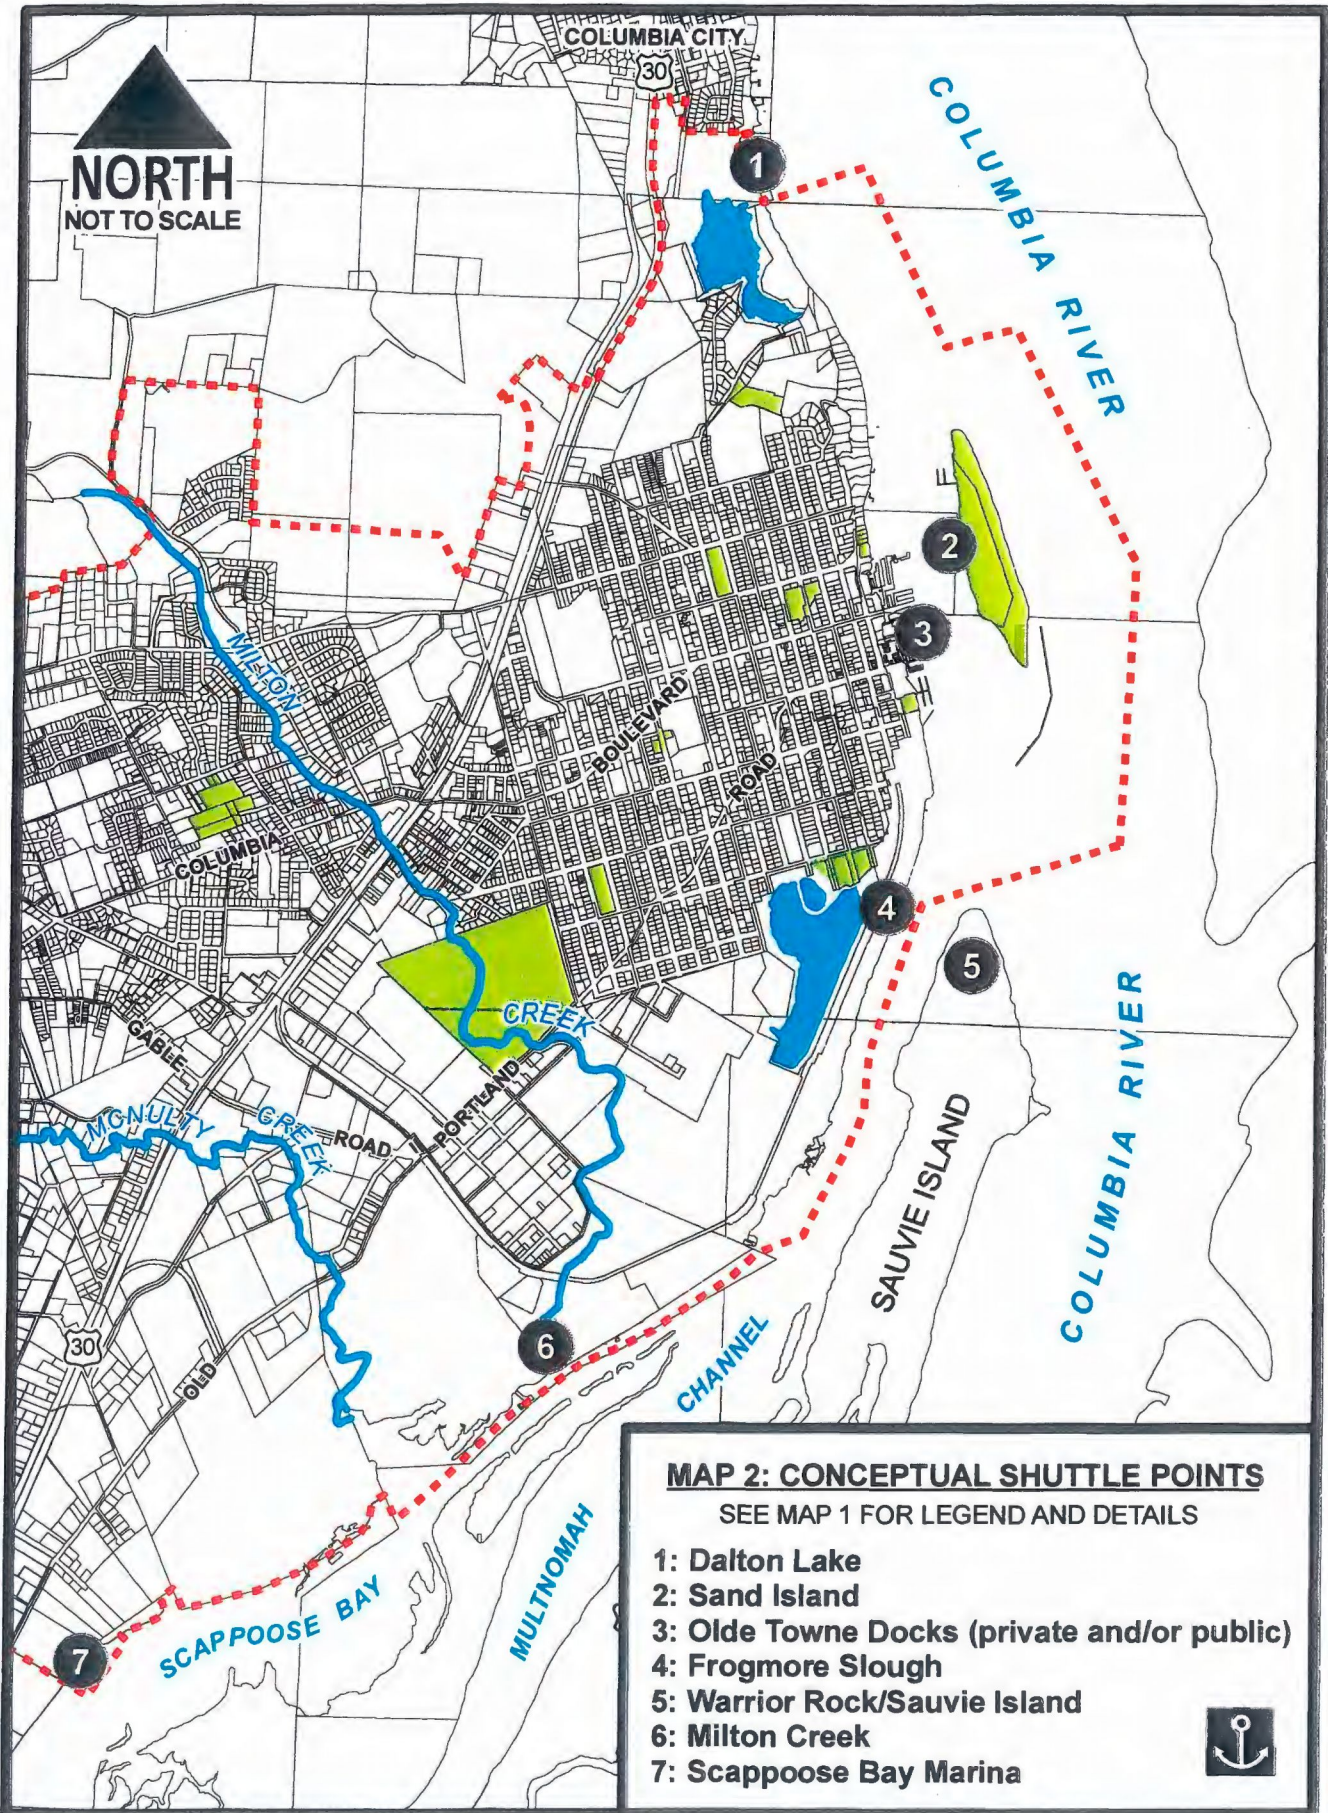 COLUMBIA CITY
30
NORTH
NOT TO SCALE
COLUMBIA RIVER
1
2
3
MILTON
BOULEVARD
ROAD
COLUMBIA
4
5
CREEK
GABLE
PORTLAND
MCNULTY CREEK
ROAD
SAUVIE ISLAND
COLUMBIA RIVER
30
OLD
6
CHANNEL
MULTNOMAH
SCAPPOOSE BAY
7
MAP 2: CONCEPTUAL SHUTTLE POINTS
SEE MAP 1 FOR LEGEND AND DETAILS
1: Dalton Lake
2: Sand Island
3: Olde Towne Docks (private and/or public)
4: Frogmore Slough
5: Warrior Rock/Sauvie Island
6: Milton Creek
7: Scappoose Bay Marina